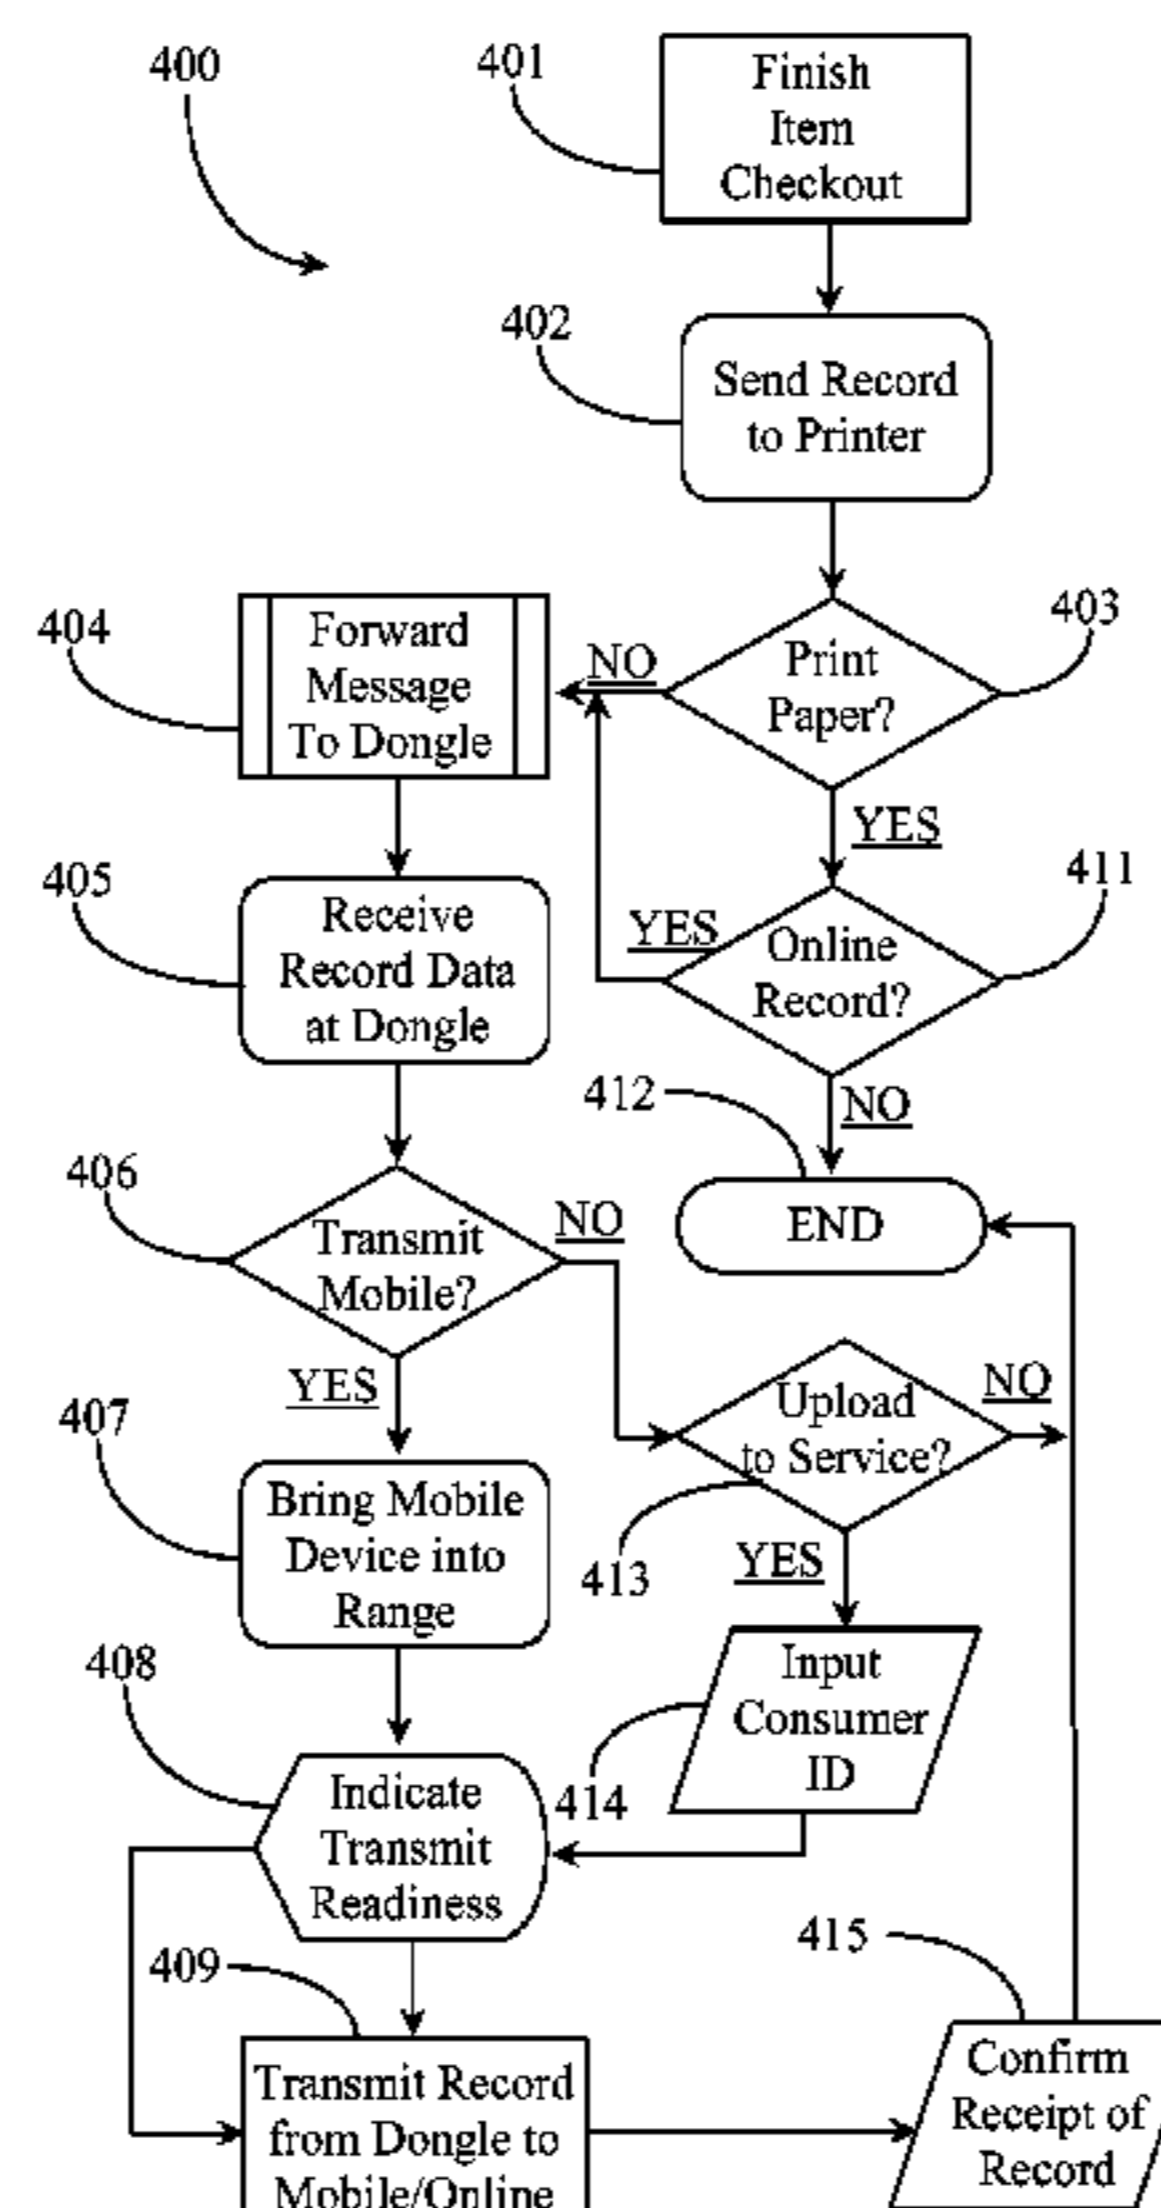 400
401
Finish
Item
Checkout
402
Send Record
to Printer
403
Print
Paper?
NO
YES
404
Forward
Message
To Dongle
405
Receive
Record Data
at Dongle
411
Online
Record?
YES
NO
412
END
406
Transmit
Mobile?
NO
YES
407
Bring Mobile
Device into
Range
413
Upload
to Service?
NO
YES
414
Input
Consumer
ID
408
Indicate
Transmit
Readiness
409
Transmit Record
from Dongle to
Mobile/Online
415
Confirm
Receipt of
Record